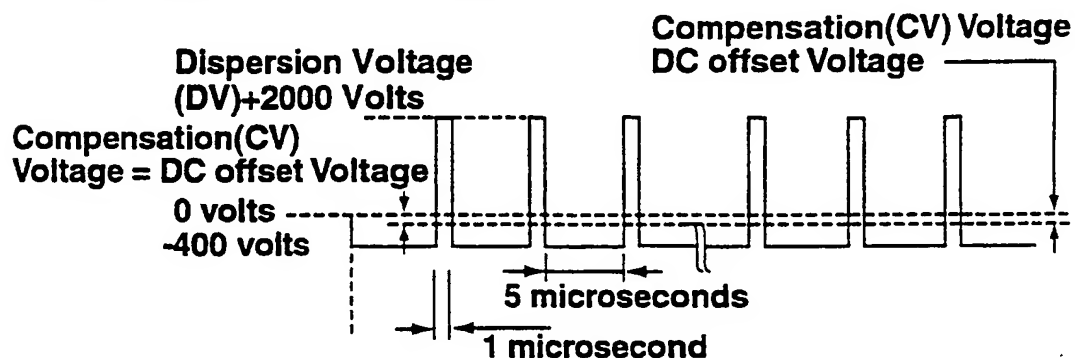 Compensation(CV) Voltage
DC offset Voltage
Dispersion Voltage
(DV)+2000 Volts
Compensation(CV)
Voltage = DC offset Voltage
0 volts
-400 volts
5 microseconds
1 microsecond